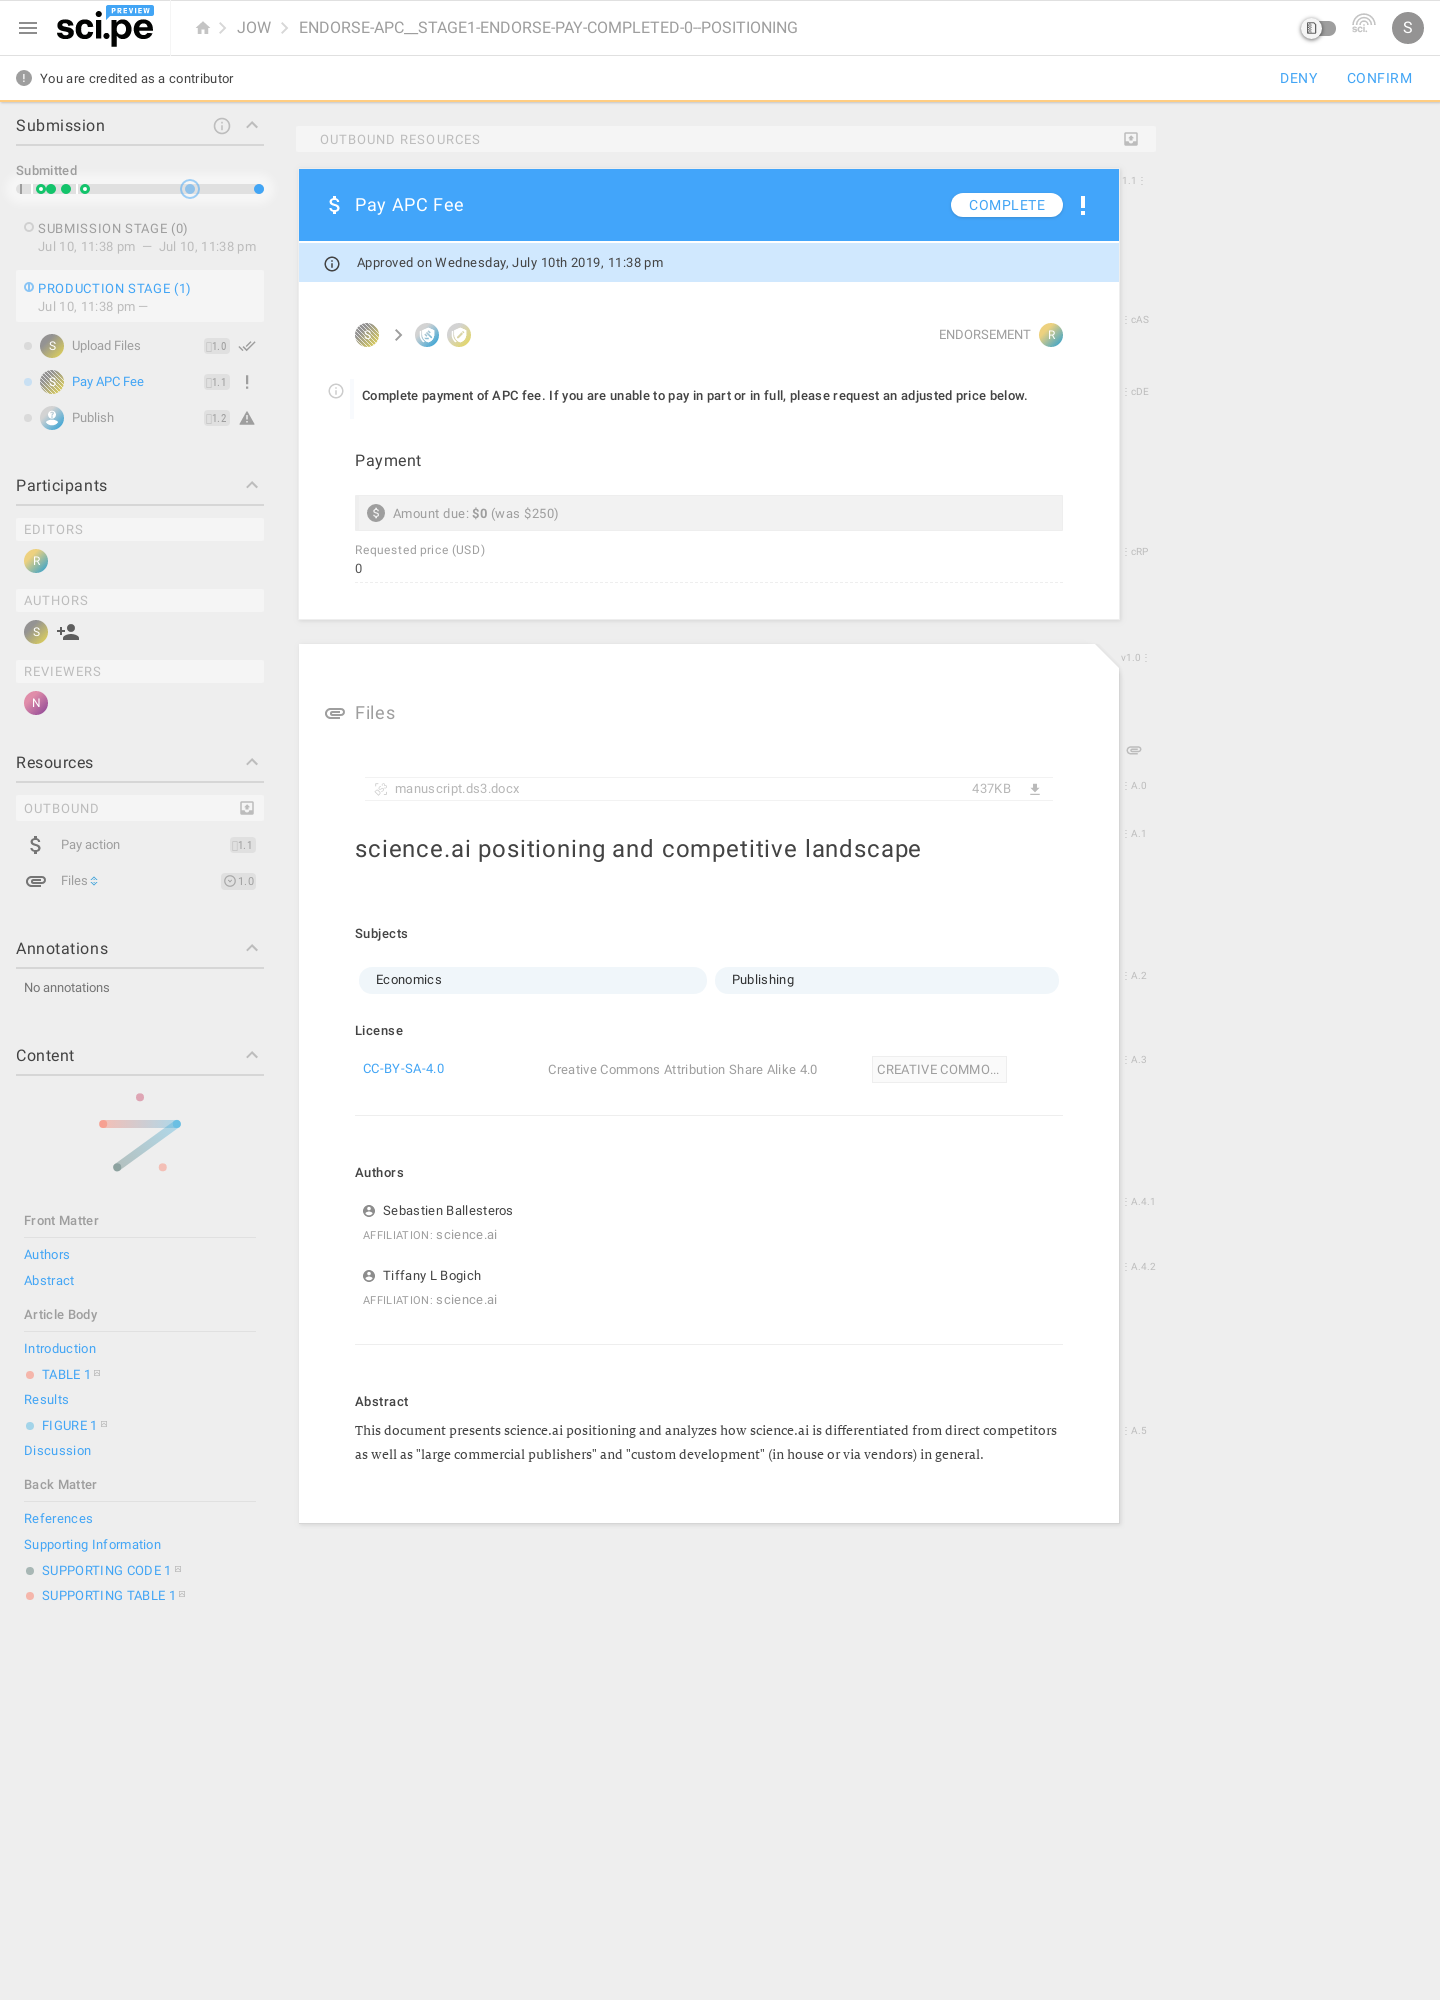 PREVIEW
sci.pe
JOW
ENDORSE-APC__STAGE1-ENDORSE-PAY-COMPLETED-0--POSITIONING
sci.
S
You are credited as a contributor
DENY
CONFIRM
Submission
Submitted
SUBMISSION STAGE (0)
Jul 10, 11:38 pm — Jul 10, 11:38 pm
PRODUCTION STAGE (1)
Jul 10, 11:38 pm —
S Upload Files 1.0
S Pay APC Fee 1.1
Publish 1.2
Participants
EDITORS
R
AUTHORS
S
REVIEWERS
N
Resources
OUTBOUND
Pay action 1.1
Files 1.0
Annotations
No annotations
Content
Front Matter
Authors
Abstract
Article Body
Introduction
TABLE 1
Results
FIGURE 1
Discussion
Back Matter
References
Supporting Information
SUPPORTING CODE 1
SUPPORTING TABLE 1
OUTBOUND RESOURCES
Pay APC Fee
COMPLETE
1.1
Approved on Wednesday, July 10th 2019, 11:38 pm
S
ENDORSEMENT R
cAS
Complete payment of APC fee. If you are unable to pay in part or in full, please request an adjusted price below.
cDE
Payment
Amount due: $0 (was $250)
Requested price (USD)
cRP
0
v1.0
Files
manuscript.ds3.docx 437KB
A.0
science.ai positioning and competitive landscape
A.1
Subjects
Economics
Publishing
A.2
License
CC-BY-SA-4.0
Creative Commons Attribution Share Alike 4.0
CREATIVE COMMO...
A.3
Authors
Sebastien Ballesteros
A.4.1
AFFILIATION: science.ai
Tiffany L Bogich
A.4.2
AFFILIATION: science.ai
Abstract
This document presents science.ai positioning and analyzes how science.ai is differentiated from direct competitors
A.5
as well as "large commercial publishers" and "custom development" (in house or via vendors) in general.